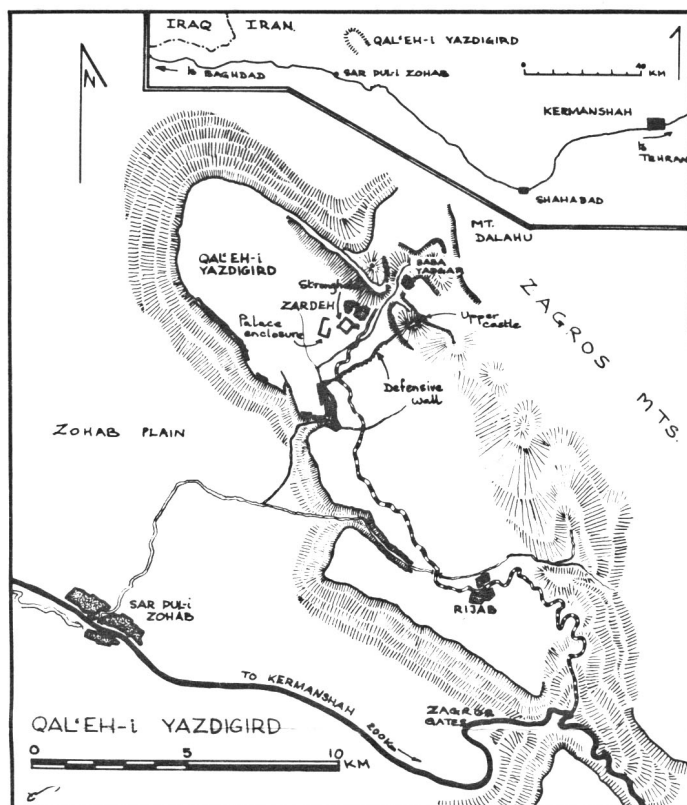 IRAQ
IRAN.
QAL'EH-i YAZDIGIRD
to BAGHDAD
SAR PUL-i ZOHAB
0 40
KM
KERMANSHAH
to TEHRAN
SHAHABAD
N
MT. DALAHU
QAL'EH-i
YAZDIGIRD
BABA
YADGAR
Stronghold
ZARDEH
Palace
enclosure
Upper
castle
ZAGROS MTS.
Defensive
wall
ZOHAB PLAIN
SAR PUL-i
ZOHAB
RIJAB
TO KERMANSHAH 200Km
ZAGROS
GATES
QAL'EH-i YAZDIGIRD
0 5 10
KM